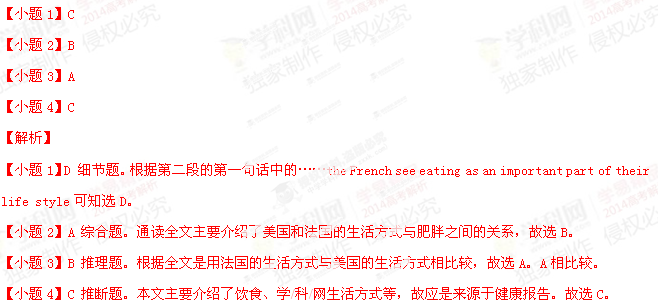 【小题1】C
【小题2】B
【小题3】A
【小题4】C
【解析】
【小题1】D 细节题。根据第二段的第一句话中的……the French see eating as an important part of their
life style 可知选 D。
【小题2】A 综合题。通读全文主要介绍了美国和法国的生活方式与肥胖之间的关系，故选 B。
【小题3】B 推理题。根据全文是用法国的生活方式与美国的生活方式相比较，故选 A。A 相比较。
【小题4】C 推断题。本文主要介绍了饮食、学/科/网生活方式等，故应是来源于健康报告。故选 C。